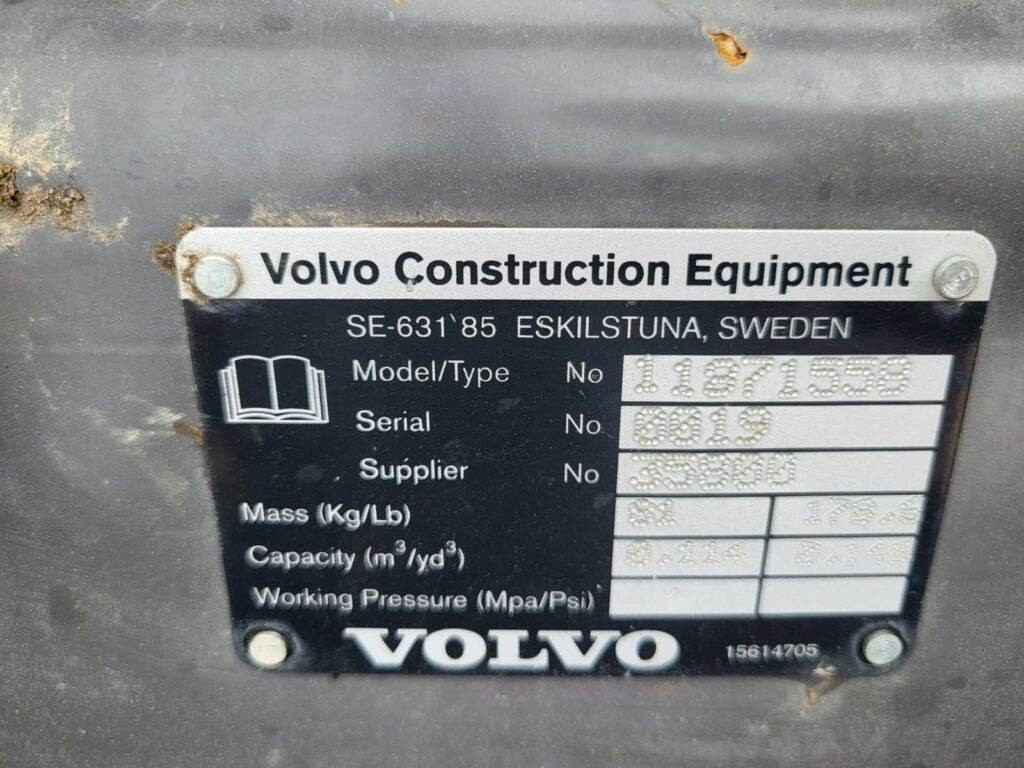 Volvo Construction Equipment
SE-631 85 ESKILSTUNA, SWEDEN
Model/Type No 11871558
Serial No 0019
Supplier No 35800
Mass (Kg/Lb) 81 178.6
Capacity (m³/yd³) 0.114 0.149
Working Pressure (Mpa/Psi)
VOLVO 15614705